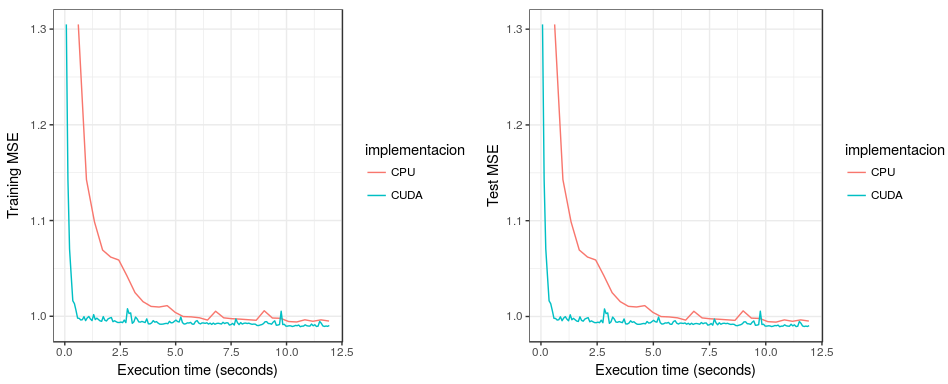 1.3
1.2
1.1
1.0
Training MSE
0.0 2.5 5.0 7.5 10.0 12.5
Execution time (seconds)
implementacion
CPU
CUDA
1.3
1.2
1.1
1.0
Test MSE
0.0 2.5 5.0 7.5 10.0 12.5
Execution time (seconds)
implementacion
CPU
CUDA